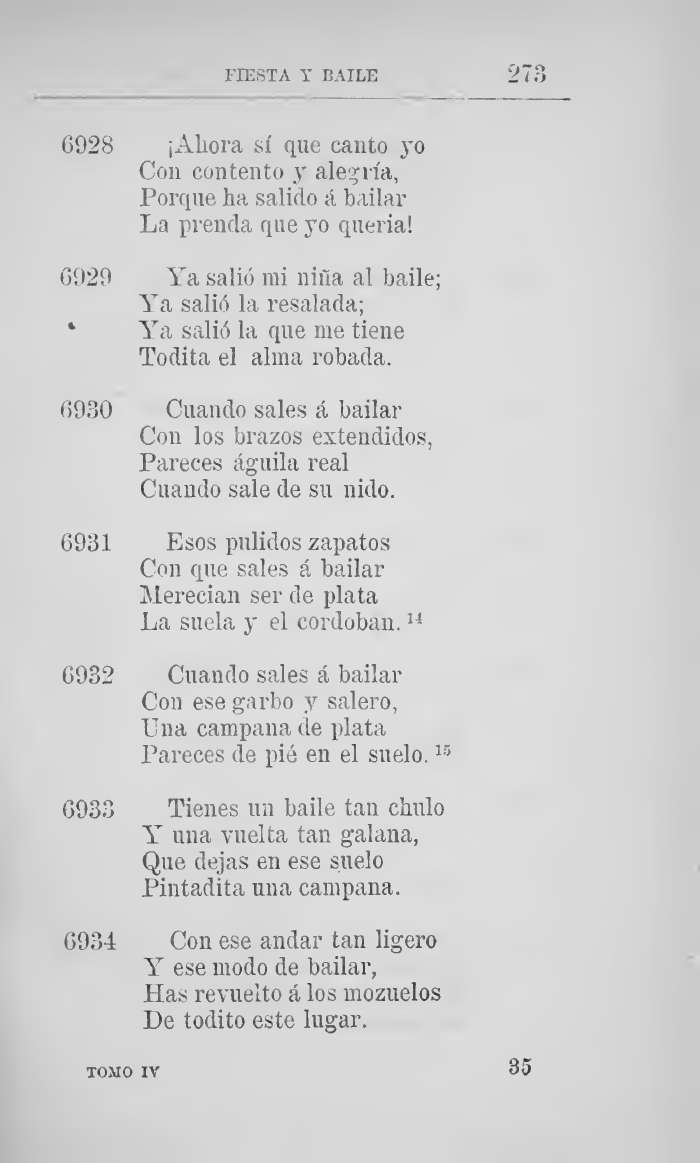 FIESTA Y BAILE 273
6928 ¡Ahora sí que canto yo
Con contento y alegría,
Porque ha salido á bailar
La prenda que yo queria!
6929 Ya salió mi niña al baile;
Ya salió la resalada;
Ya salió la que me tiene
Todita el alma robada.
6930 Cuando sales á bailar
Con los brazos extendidos,
Pareces águila real
Cuando sale de su nido.
6931 Esos pulidos zapatos
Con que sales á bailar
Merecian ser de plata
La suela y el cordoban. 14
6932 Cuando sales á bailar
Con ese garbo y salero,
Una campana de plata
Pareces de pié en el suelo. 15
6933 Tienes un baile tan chulo
Y una vuelta tan galana,
Que dejas en ese suelo
Pintadita una campana.
6934 Con ese andar tan ligero
Y ese modo de bailar,
Has revuelto á los mozuelos
De todito este lugar.
TOMO IV 35